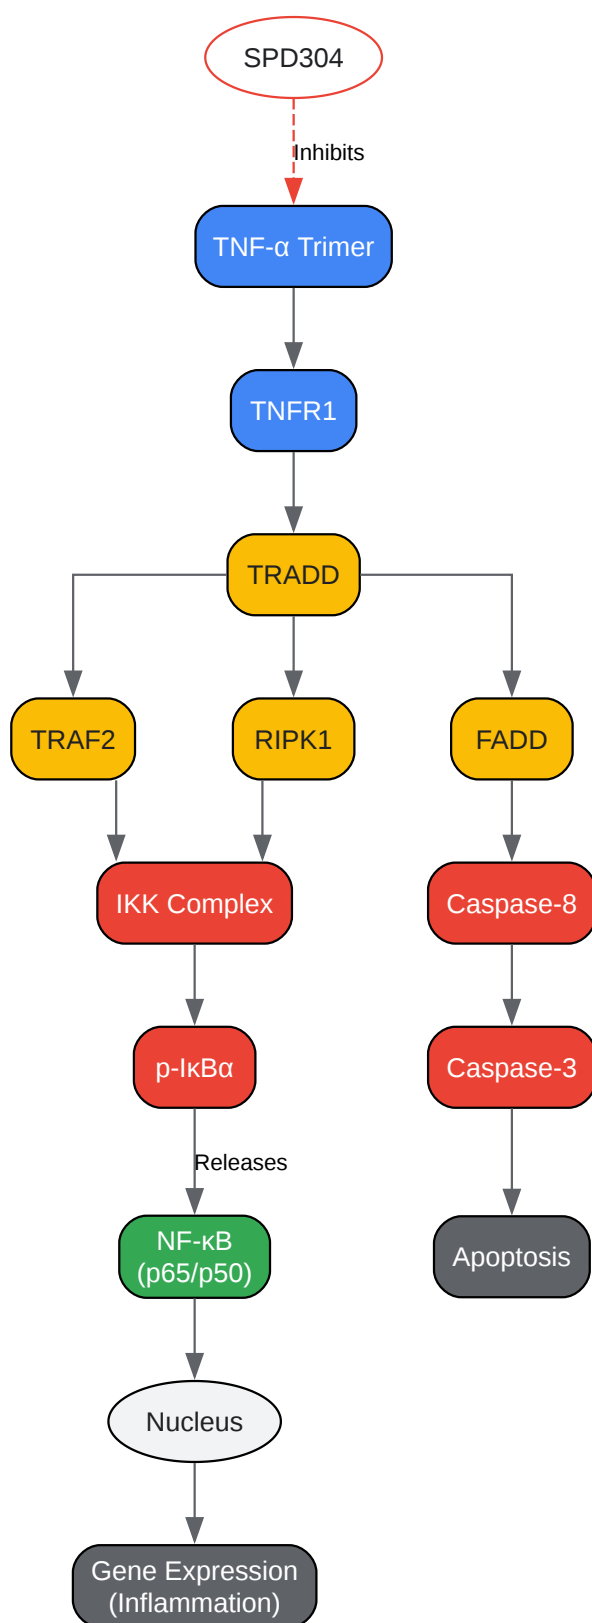 SPD304
Inhibits
TNF-α Trimer
TNFR1
TRADD
TRAF2
RIPK1
FADD
IKK Complex
Caspase-8
p-IκBα
Caspase-3
Releases
NF-κB
(p65/p50)
Apoptosis
Nucleus
Gene Expression
(Inflammation)